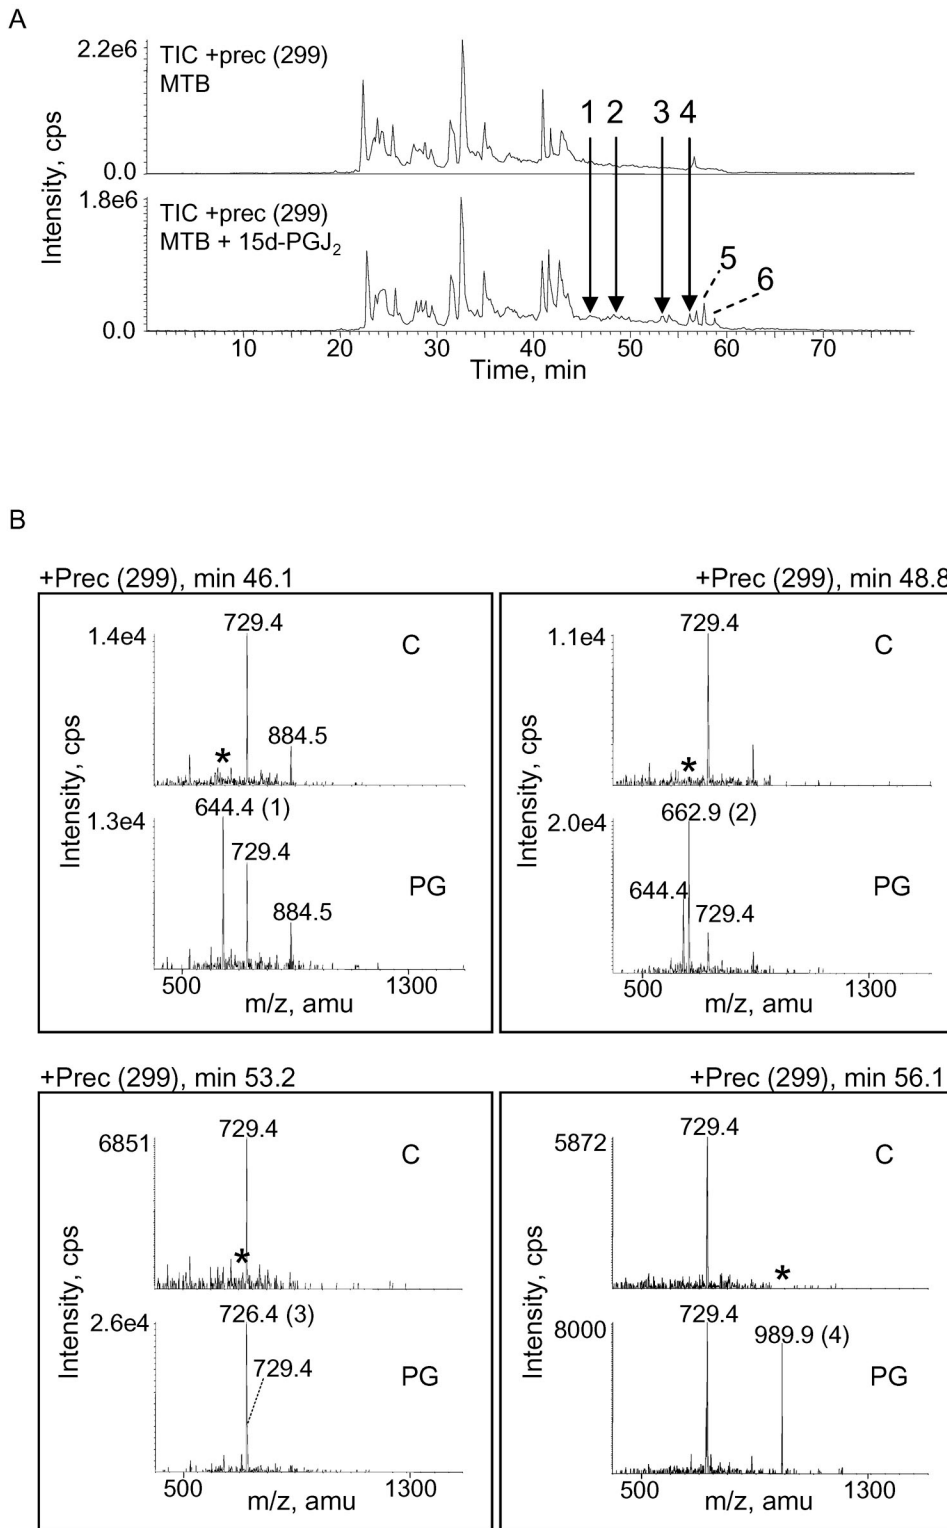 A
2.2e6
TIC +prec (299)
MTB
0.0
1 2 3 4
1.8e6
TIC +prec (299)
MTB + 15d-PGJ2
5
6
0.0
Intensity, cps
10 20 30 40 50 60 70
Time, min
B
+Prec (299), min 46.1
1.4e4
729.4
C
884.5
*
1.3e4
644.4 (1)
729.4
PG
884.5
Intensity, cps
500 1300
m/z, amu
+Prec (299), min 48.8
1.1e4
729.4
C
*
2.0e4
662.9 (2)
644.4
729.4
PG
Intensity, cps
500 1300
m/z, amu
+Prec (299), min 53.2
6851
729.4
C
*
2.6e4
726.4 (3)
729.4
PG
Intensity, cps
500 1300
m/z, amu
+Prec (299), min 56.1
5872
729.4
C
*
8000
729.4
989.9 (4)
PG
Intensity, cps
500 1300
m/z, amu